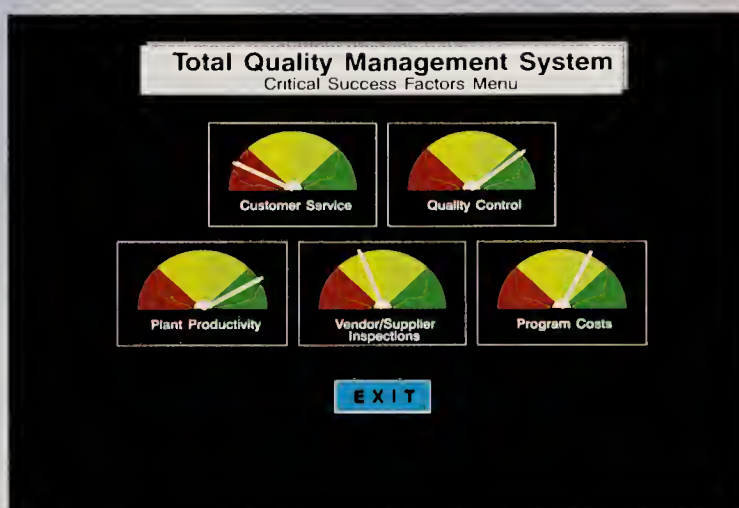 Total Quality Management System
Critical Success Factors Menu
Customer Service
Quality Control
Plant Productivity
Vendor/Supplier
Inspections
Program Costs
EXIT